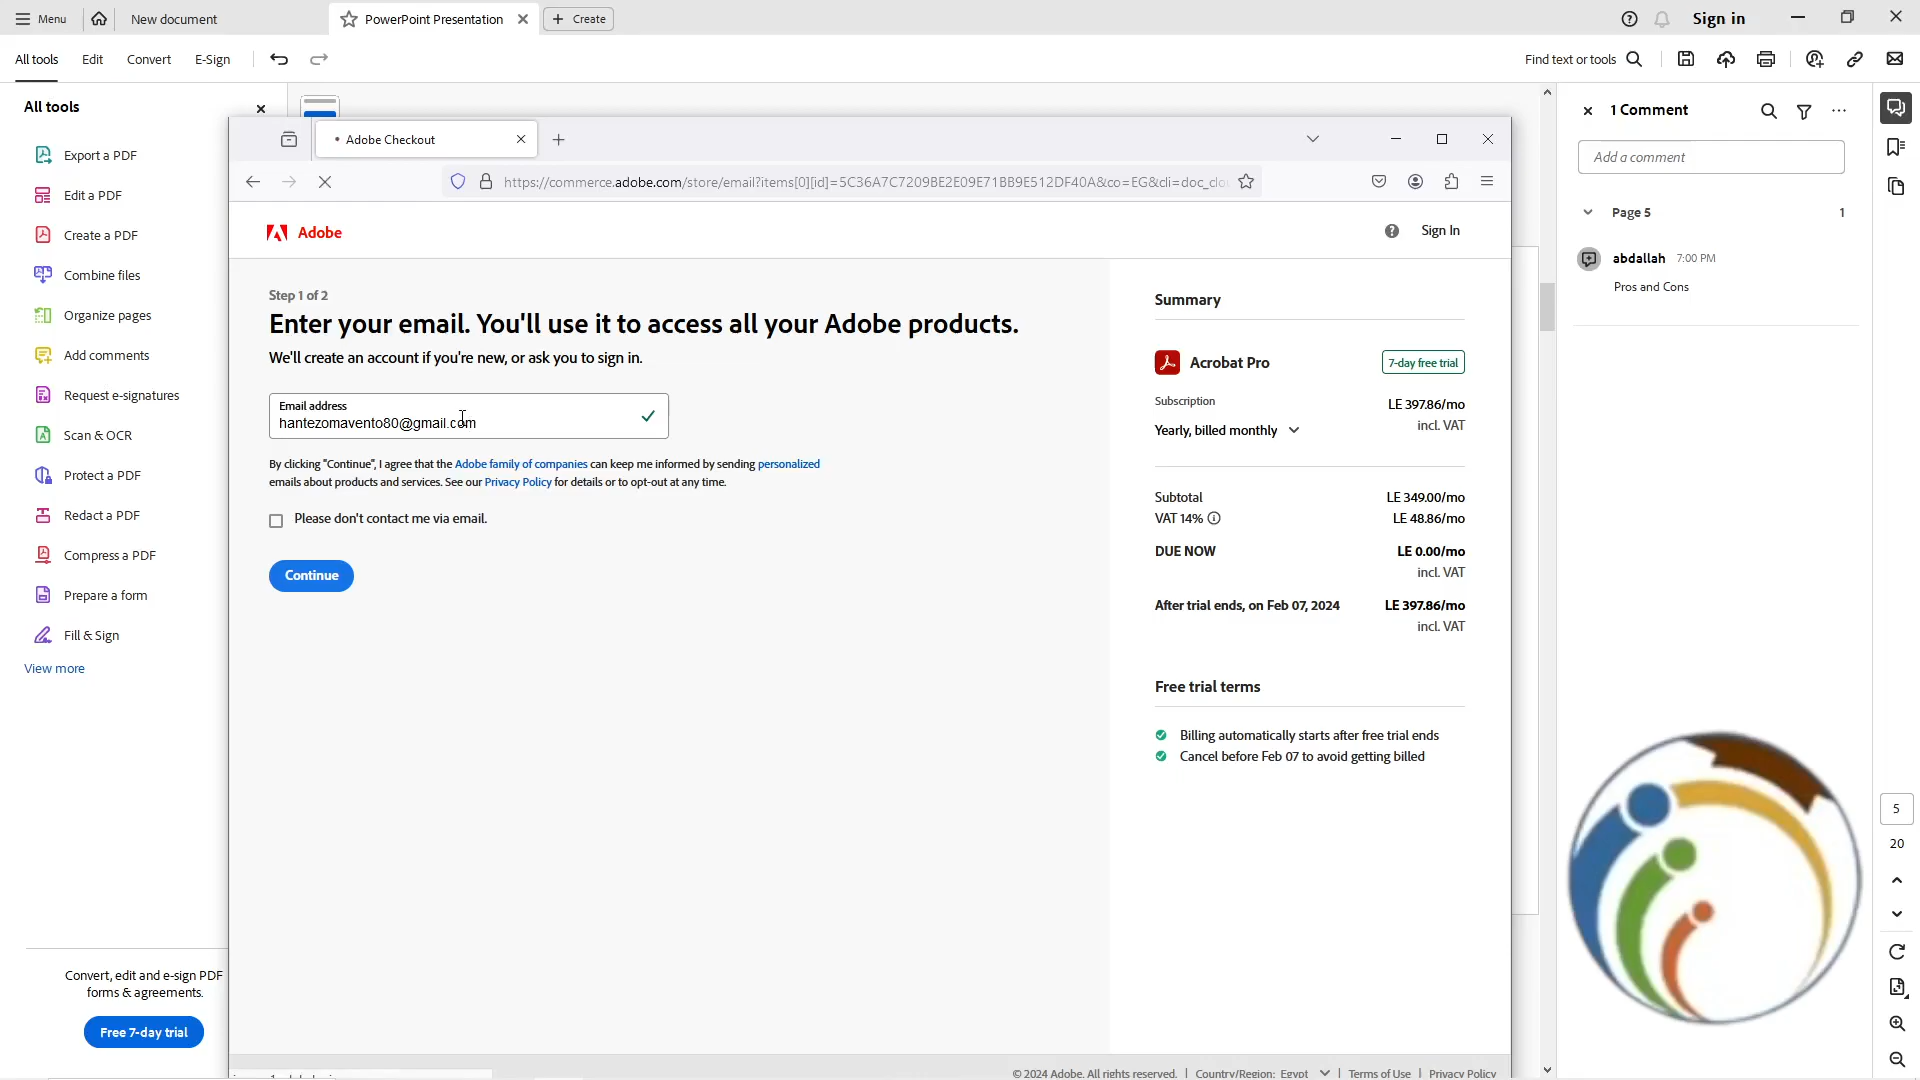 Menu
New document
PowerPoint Presentation
Create
Sign in
All tools
Edit
Convert
E-Sign
Find text or tools
All tools
Export a PDF
Edit a PDF
Create a PDF
Combine files
Organize pages
Add comments
Request e-signatures
Scan & OCR
Protect a PDF
Redact a PDF
Compress a PDF
Prepare a form
Fill & Sign
View more
Convert, edit and e-sign PDF
forms & agreements.
Free 7-day trial
Adobe Checkout
https://commerce.adobe.com/store/email?items[0][id]=5C36A7C7209BE2E09E71BB9E512DF40A&co=EG&cli=doc_clo
Adobe
Sign In
Step 1 of 2
Enter your email. You'll use it to access all your Adobe products.
We'll create an account if you're new, or ask you to sign in.
Email address
hantezomavento80@gmail.com
By clicking "Continue", I agree that the Adobe family of companies can keep me informed by sending personalized
emails about products and services. See our Privacy Policy for details or to opt-out at any time.
Please don't contact me via email.
Continue
Summary
Acrobat Pro
7-day free trial
Subscription
LE 397.86/mo
incl. VAT
Yearly, billed monthly
Subtotal
LE 349.00/mo
VAT 14%
LE 48.86/mo
DUE NOW
LE 0.00/mo
incl. VAT
After trial ends, on Feb 07, 2024
LE 397.86/mo
incl. VAT
Free trial terms
Billing automatically starts after free trial ends
Cancel before Feb 07 to avoid getting billed
© 2024 Adobe. All rights reserved. | Country/Region: Egypt | Terms of Use | Privacy Policy
1 Comment
Add a comment
Page 5
1
abdallah 7:00 PM
Pros and Cons
5
20